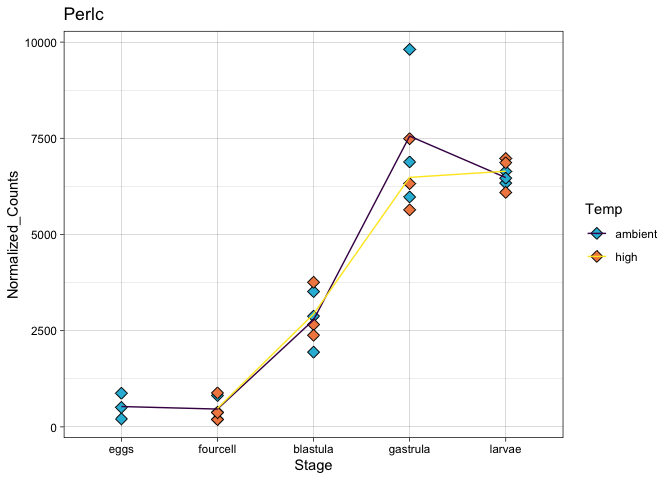 Perlc
Normalized_Counts
10000
7500
5000
2500
0
eggs fourcell blastula gastrula larvae
Stage
Temp
ambient
high